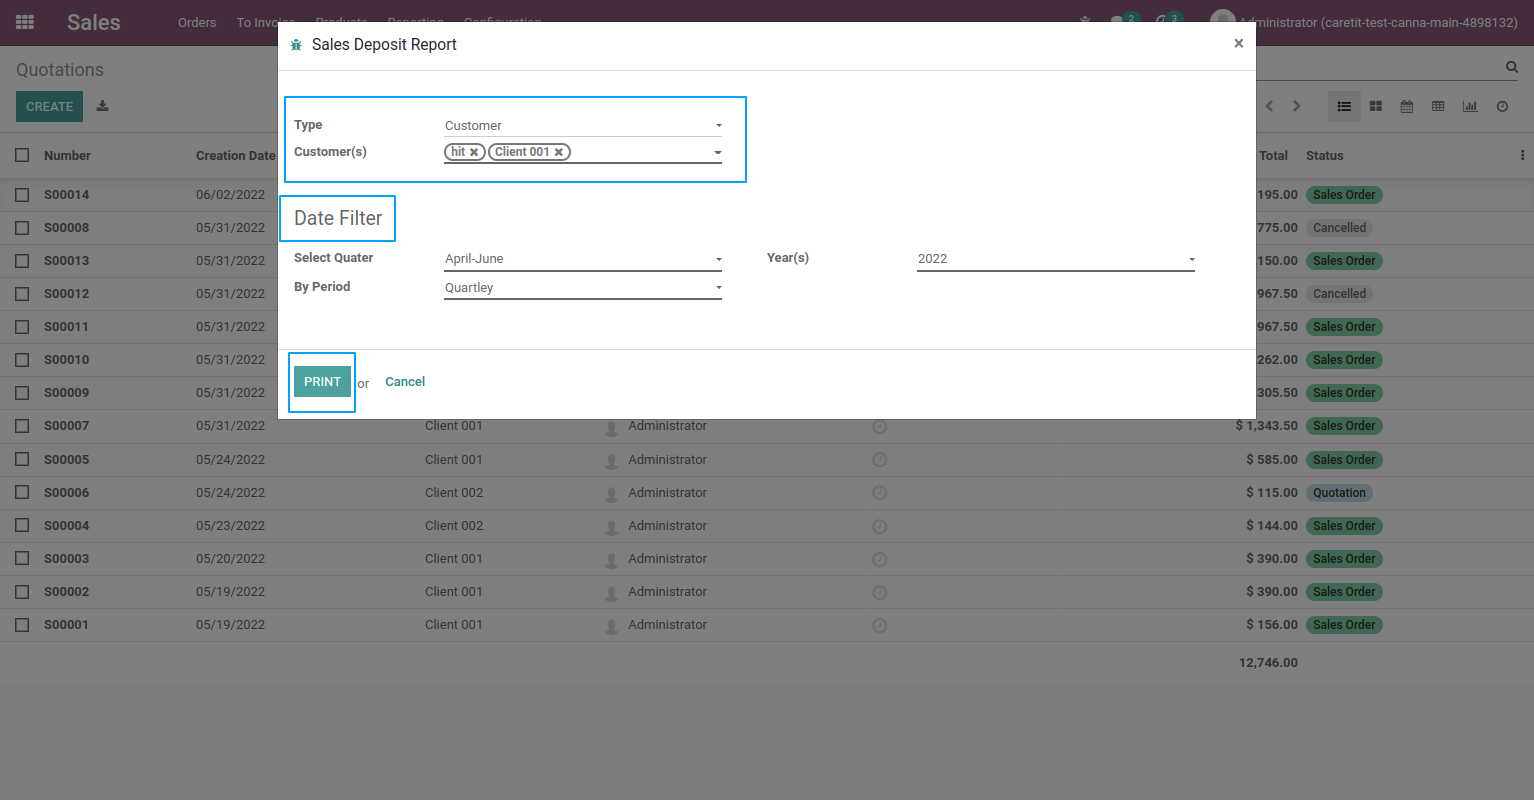 Sales Orders To Invoi Products Reporting Configuration 2 3 Administrator (caretit-test-canna-main-4898132)
Sales Deposit Report ×
Quotations
CREATE
Type Customer
Customer(s) hit × Client 001 ×
Number Creation Date Total Status
S00014 06/02/2022 195.00 Sales Order
Date Filter
S00008 05/31/2022 775.00 Cancelled
Select Quater April-June Year(s) 2022
S00013 05/31/2022 150.00 Sales Order
By Period Quartley
S00012 05/31/2022 967.50 Cancelled
S00011 05/31/2022 967.50 Sales Order
S00010 05/31/2022 262.00 Sales Order
PRINT or Cancel
S00009 05/31/2022 305.50 Sales Order
S00007 05/31/2022 Client 001 Administrator $ 1,343.50 Sales Order
S00005 05/24/2022 Client 001 Administrator $ 585.00 Sales Order
S00006 05/24/2022 Client 002 Administrator $ 115.00 Quotation
S00004 05/23/2022 Client 002 Administrator $ 144.00 Sales Order
S00003 05/20/2022 Client 001 Administrator $ 390.00 Sales Order
S00002 05/19/2022 Client 001 Administrator $ 390.00 Sales Order
S00001 05/19/2022 Client 001 Administrator $ 156.00 Sales Order
12,746.00